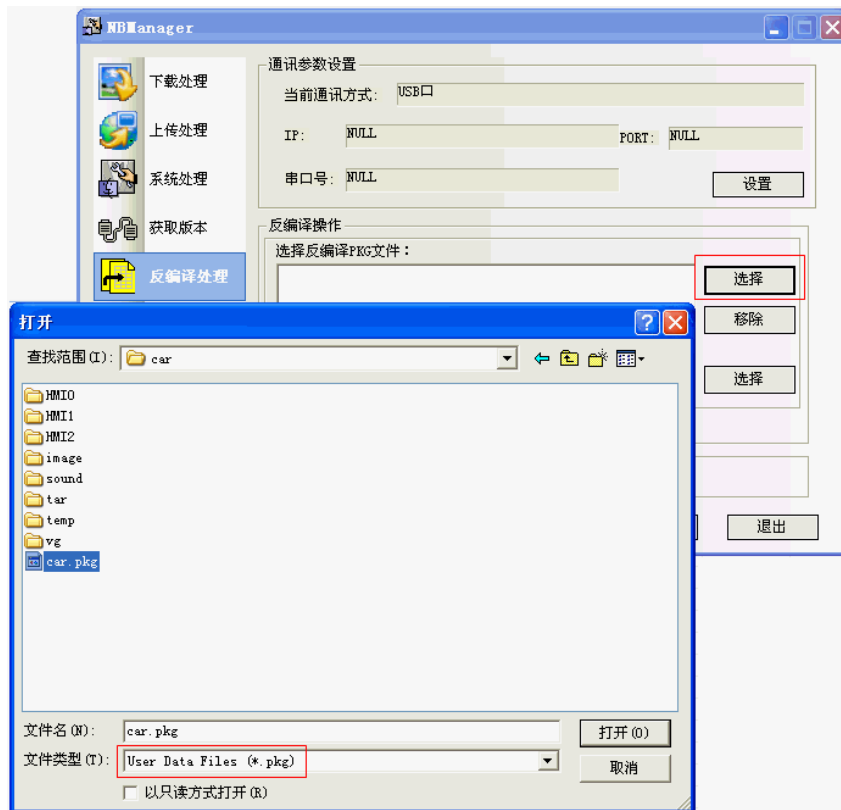 NBManager
下载处理
上传处理
系统处理
获取版本
反编译处理
通讯参数设置
当前通讯方式: USB口
IP: NULL PORT: NULL
串口号: NULL
设置
反编译操作
选择反编译PKG文件：
选择
移除
选择
退出
打开
查找范围(I): car
HMI0
HMI1
HMI2
image
sound
tar
temp
vg
car.pkg
文件名(N): car.pkg 打开(O)
文件类型(T): User Data Files (*.pkg) 取消
以只读方式打开(R)